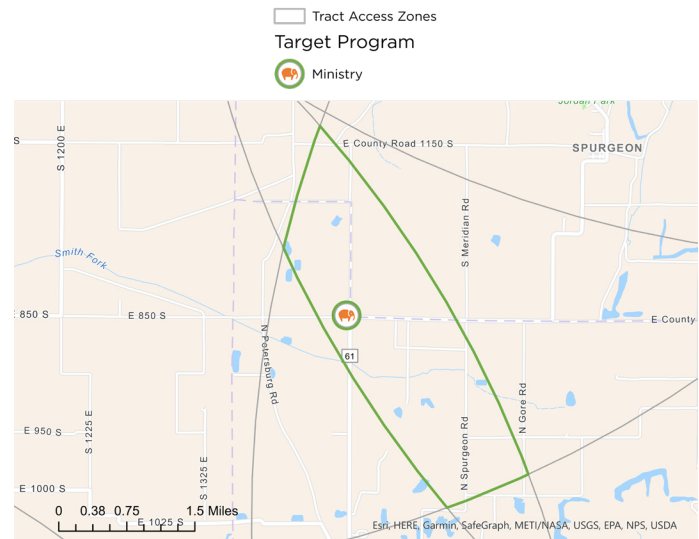 Tract Access Zones
Target Program
Ministry
Jordan Park
S
E County Road 1150 S
SPURGEON
S 1200 E
S Meridian Rd
Smith Fork
850 S
E 850 S
E County
N Petersburg Rd
61
N Gore Rd
N Spurgeon Rd
E 950 S
S 1225 E
S 1325 E
E 1000 S
0 0.38 0.75 1.5 Miles
E 1025 S
Esri, HERE, Garmin, SafeGraph, METI/NASA, USGS, EPA, NPS, USDA